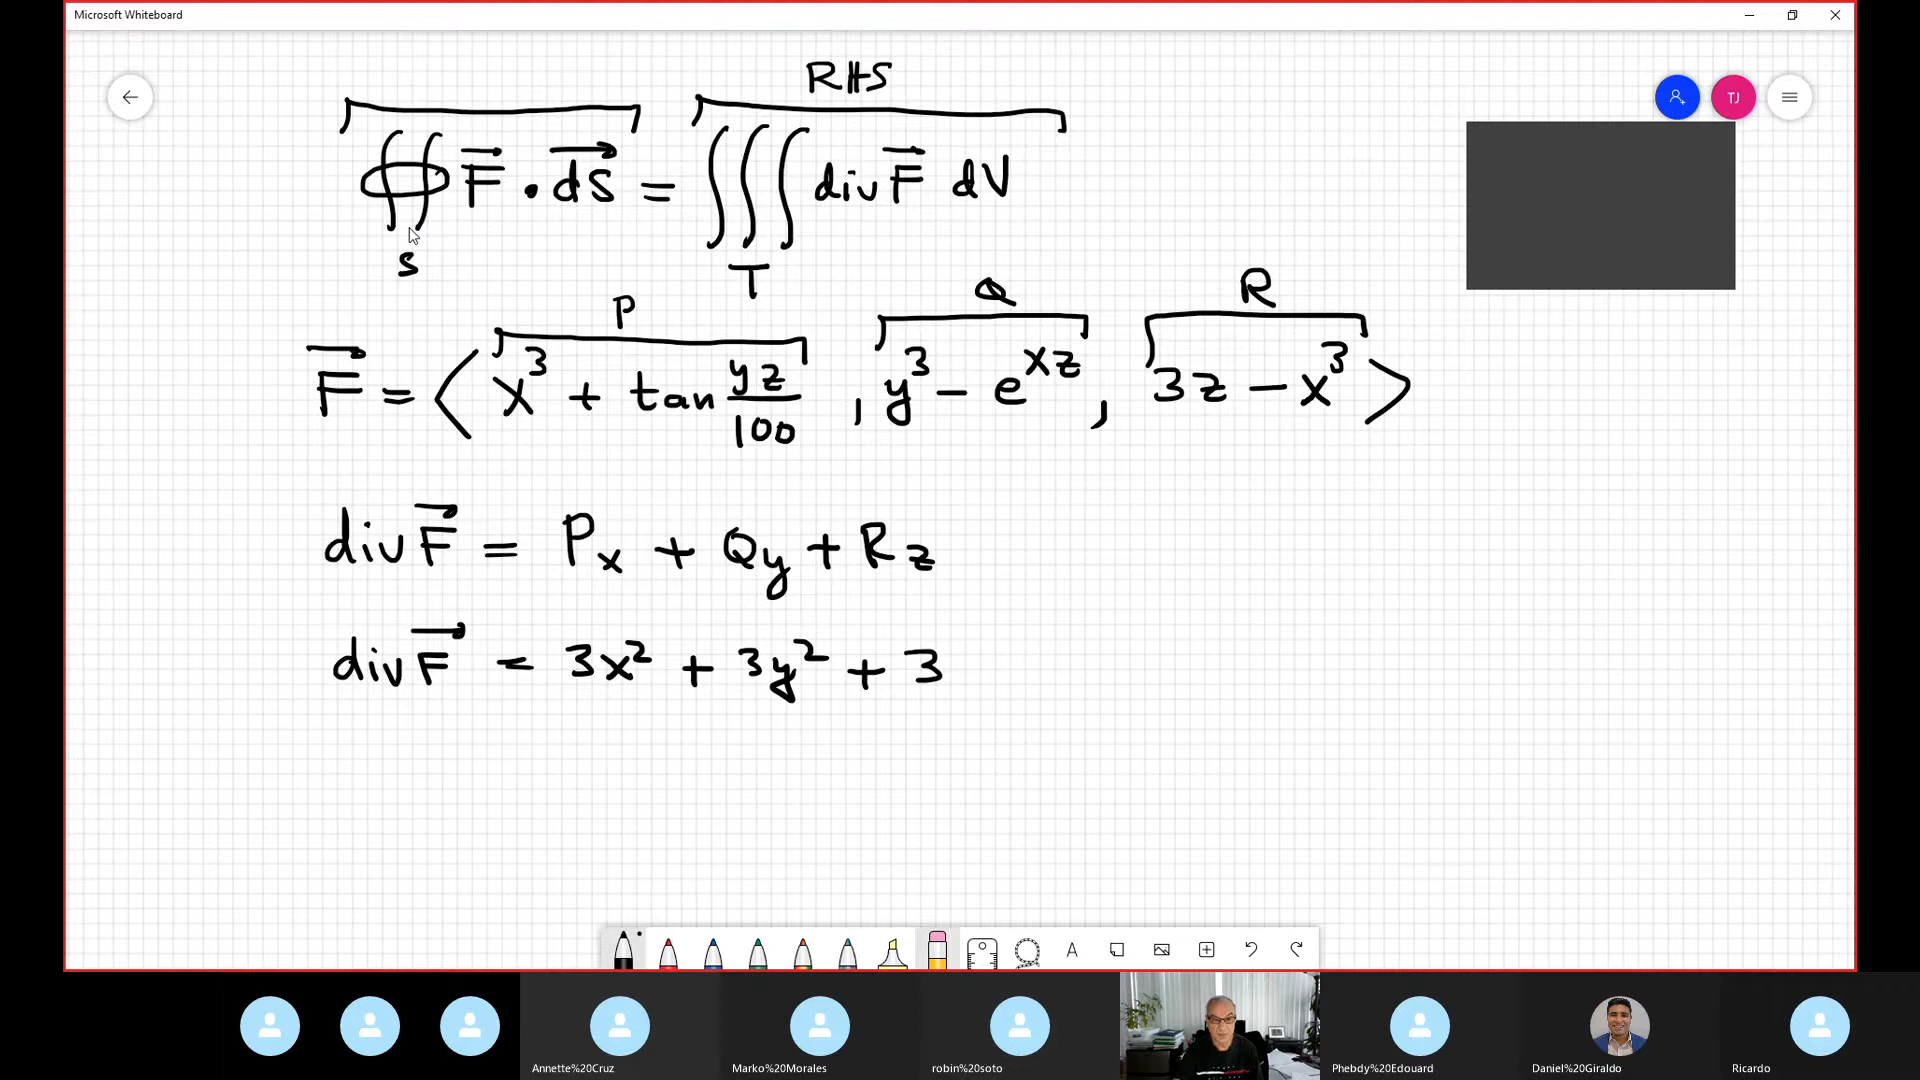 Microsoft Whiteboard
RHS
∯ F⃗ • dS⃗ = ∭ div F⃗ dV
S T
P Q R
F⃗ = ⟨ x³ + tan yz/100 , y³ − e^xz , 3z − x³ ⟩
div F⃗ = Px + Qy + Rz
div F⃗ = 3x² + 3y² + 3
TJ
A
Annette%20Cruz
Marko%20Morales
robin%20soto
Phebdy%20Edouard
Daniel%20Giraldo
Ricardo